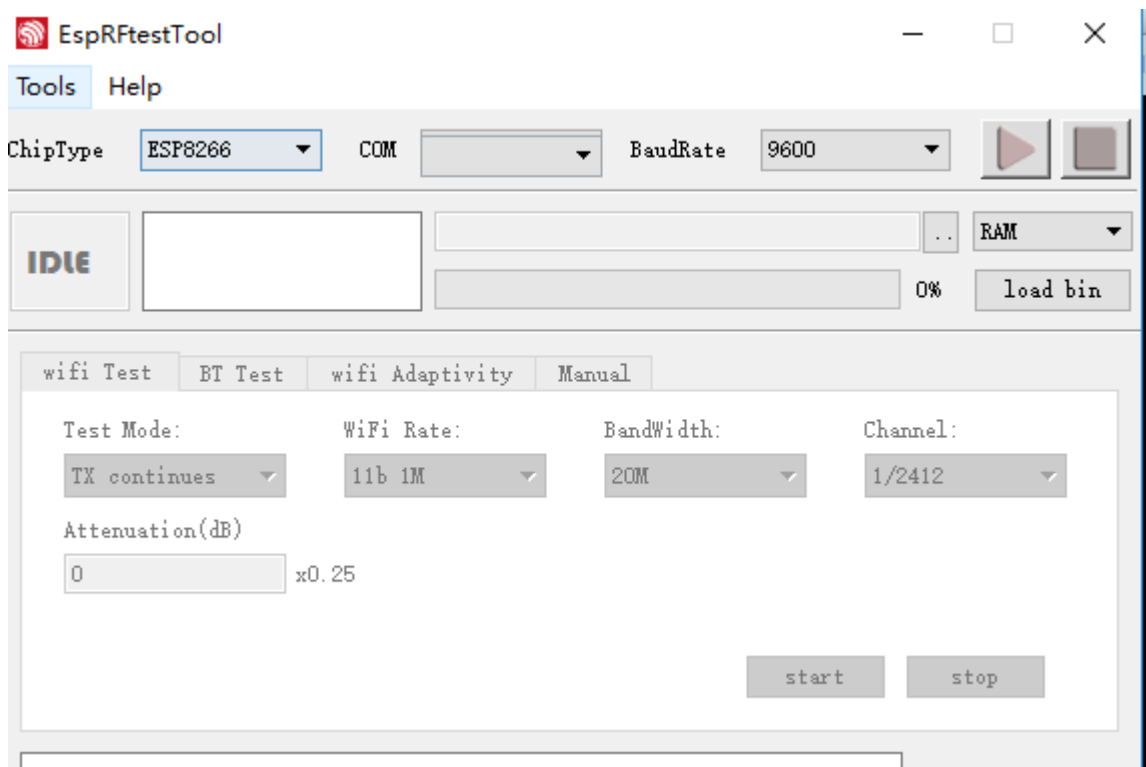 EspRFtestTool
Tools Help
ChipType ESP8266 COM BaudRate 9600
IDLE .. RAM
0% load bin
wifi Test BT Test wifi Adaptivity Manual
Test Mode: WiFi Rate: BandWidth: Channel:
TX continues 11b 1M 20M 1/2412
Attenuation(dB)
0 x0.25
start stop